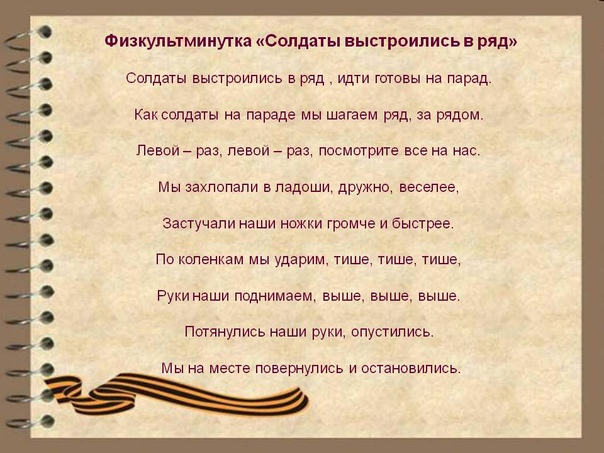 Физкультминутка «Солдаты выстроились в ряд»
Солдаты выстроились в ряд , идти готовы на парад.
Как солдаты на параде мы шагаем ряд, за рядом.
Левой – раз, левой – раз, посмотрите все на нас.
Мы захлопали в ладоши, дружно, веселее,
Застучали наши ножки громче и быстрее.
По коленкам мы ударим, тише, тише, тише,
Руки наши поднимаем, выше, выше, выше.
Потянулись наши руки, опустились.
Мы на месте повернулись и остановились.